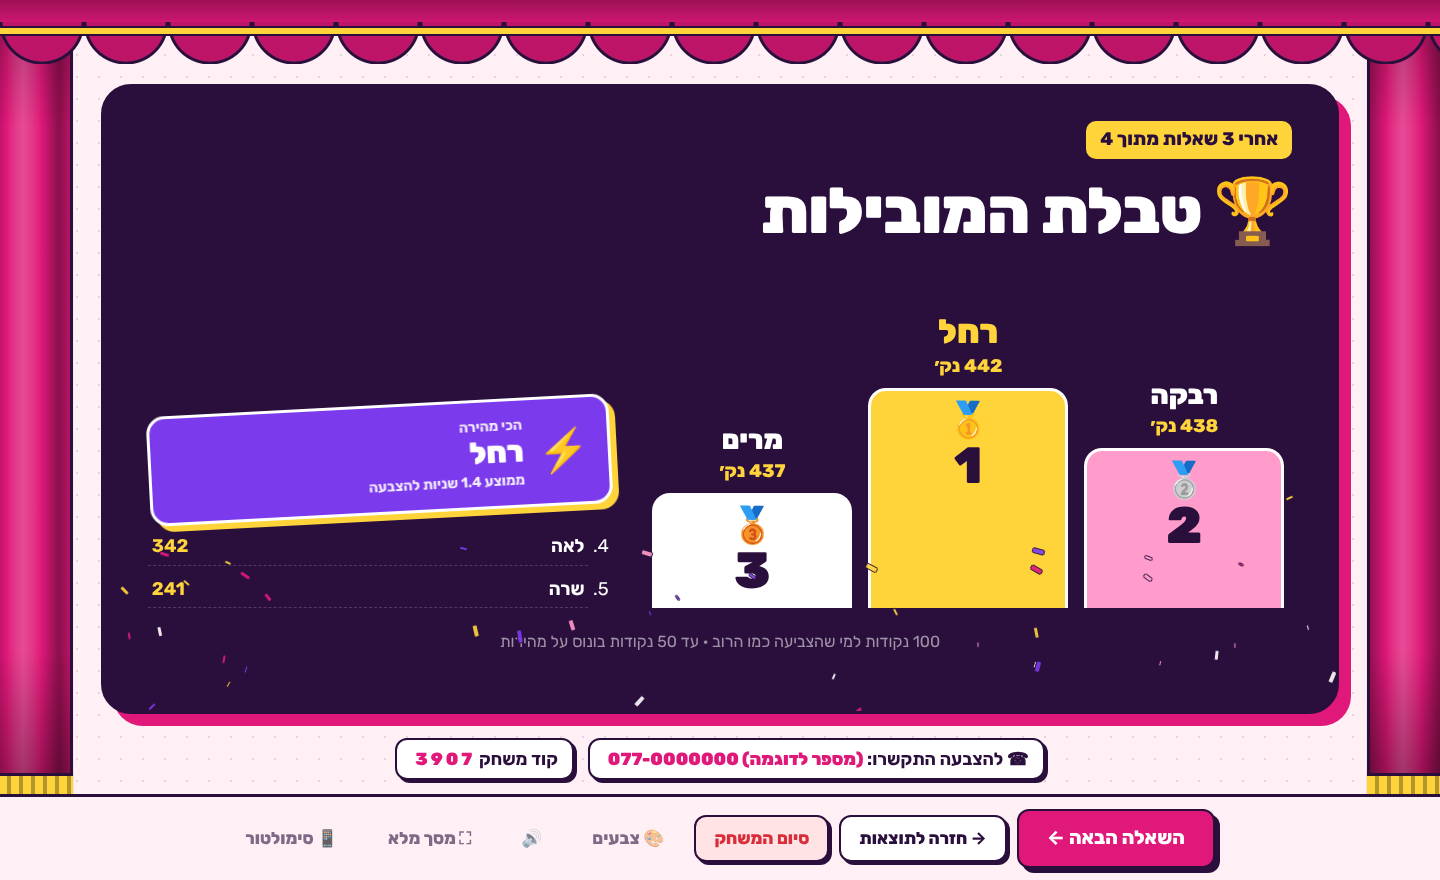 אחרי 3 שאלות מתוך 4
🏆 טבלת המובילות
רבקה
438 נק׳
🥈
2
רחל
442 נק׳
🥇
1
מרים
437 נק׳
🥉
3
⚡ הכי מהירה
רחל
ממוצע 1.4 שניות להצבעה
4. לאה 342
5. שרה 241
100 נקודות למי שהצביעה כמו הרוב • עד 50 נקודות בונוס על מהירות
☎ להצבעה התקשרו: (מספר לדוגמה) 077-0000000
קוד משחק 3907
השאלה הבאה ←
→ חזרה לתוצאות
סיום המשחק
🎨 צבעים
🔊
⛶ מסך מלא
📱 סימולטור